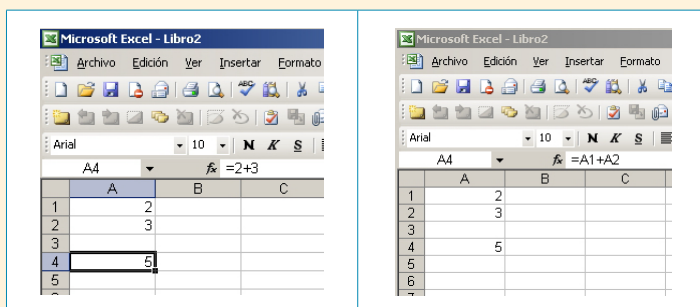 Microsoft Excel - Libro2
Archivo Edición Ver Insertar Formato
Arial 10 N K S
A4 fx =2+3
A B C
1 2
2 3
3
4 5
5
Microsoft Excel - Libro2
Archivo Edición Ver Insertar Formato
Arial 10 N K S
A4 fx =A1+A2
A B C
1 2
2 3
3
4 5
5
6